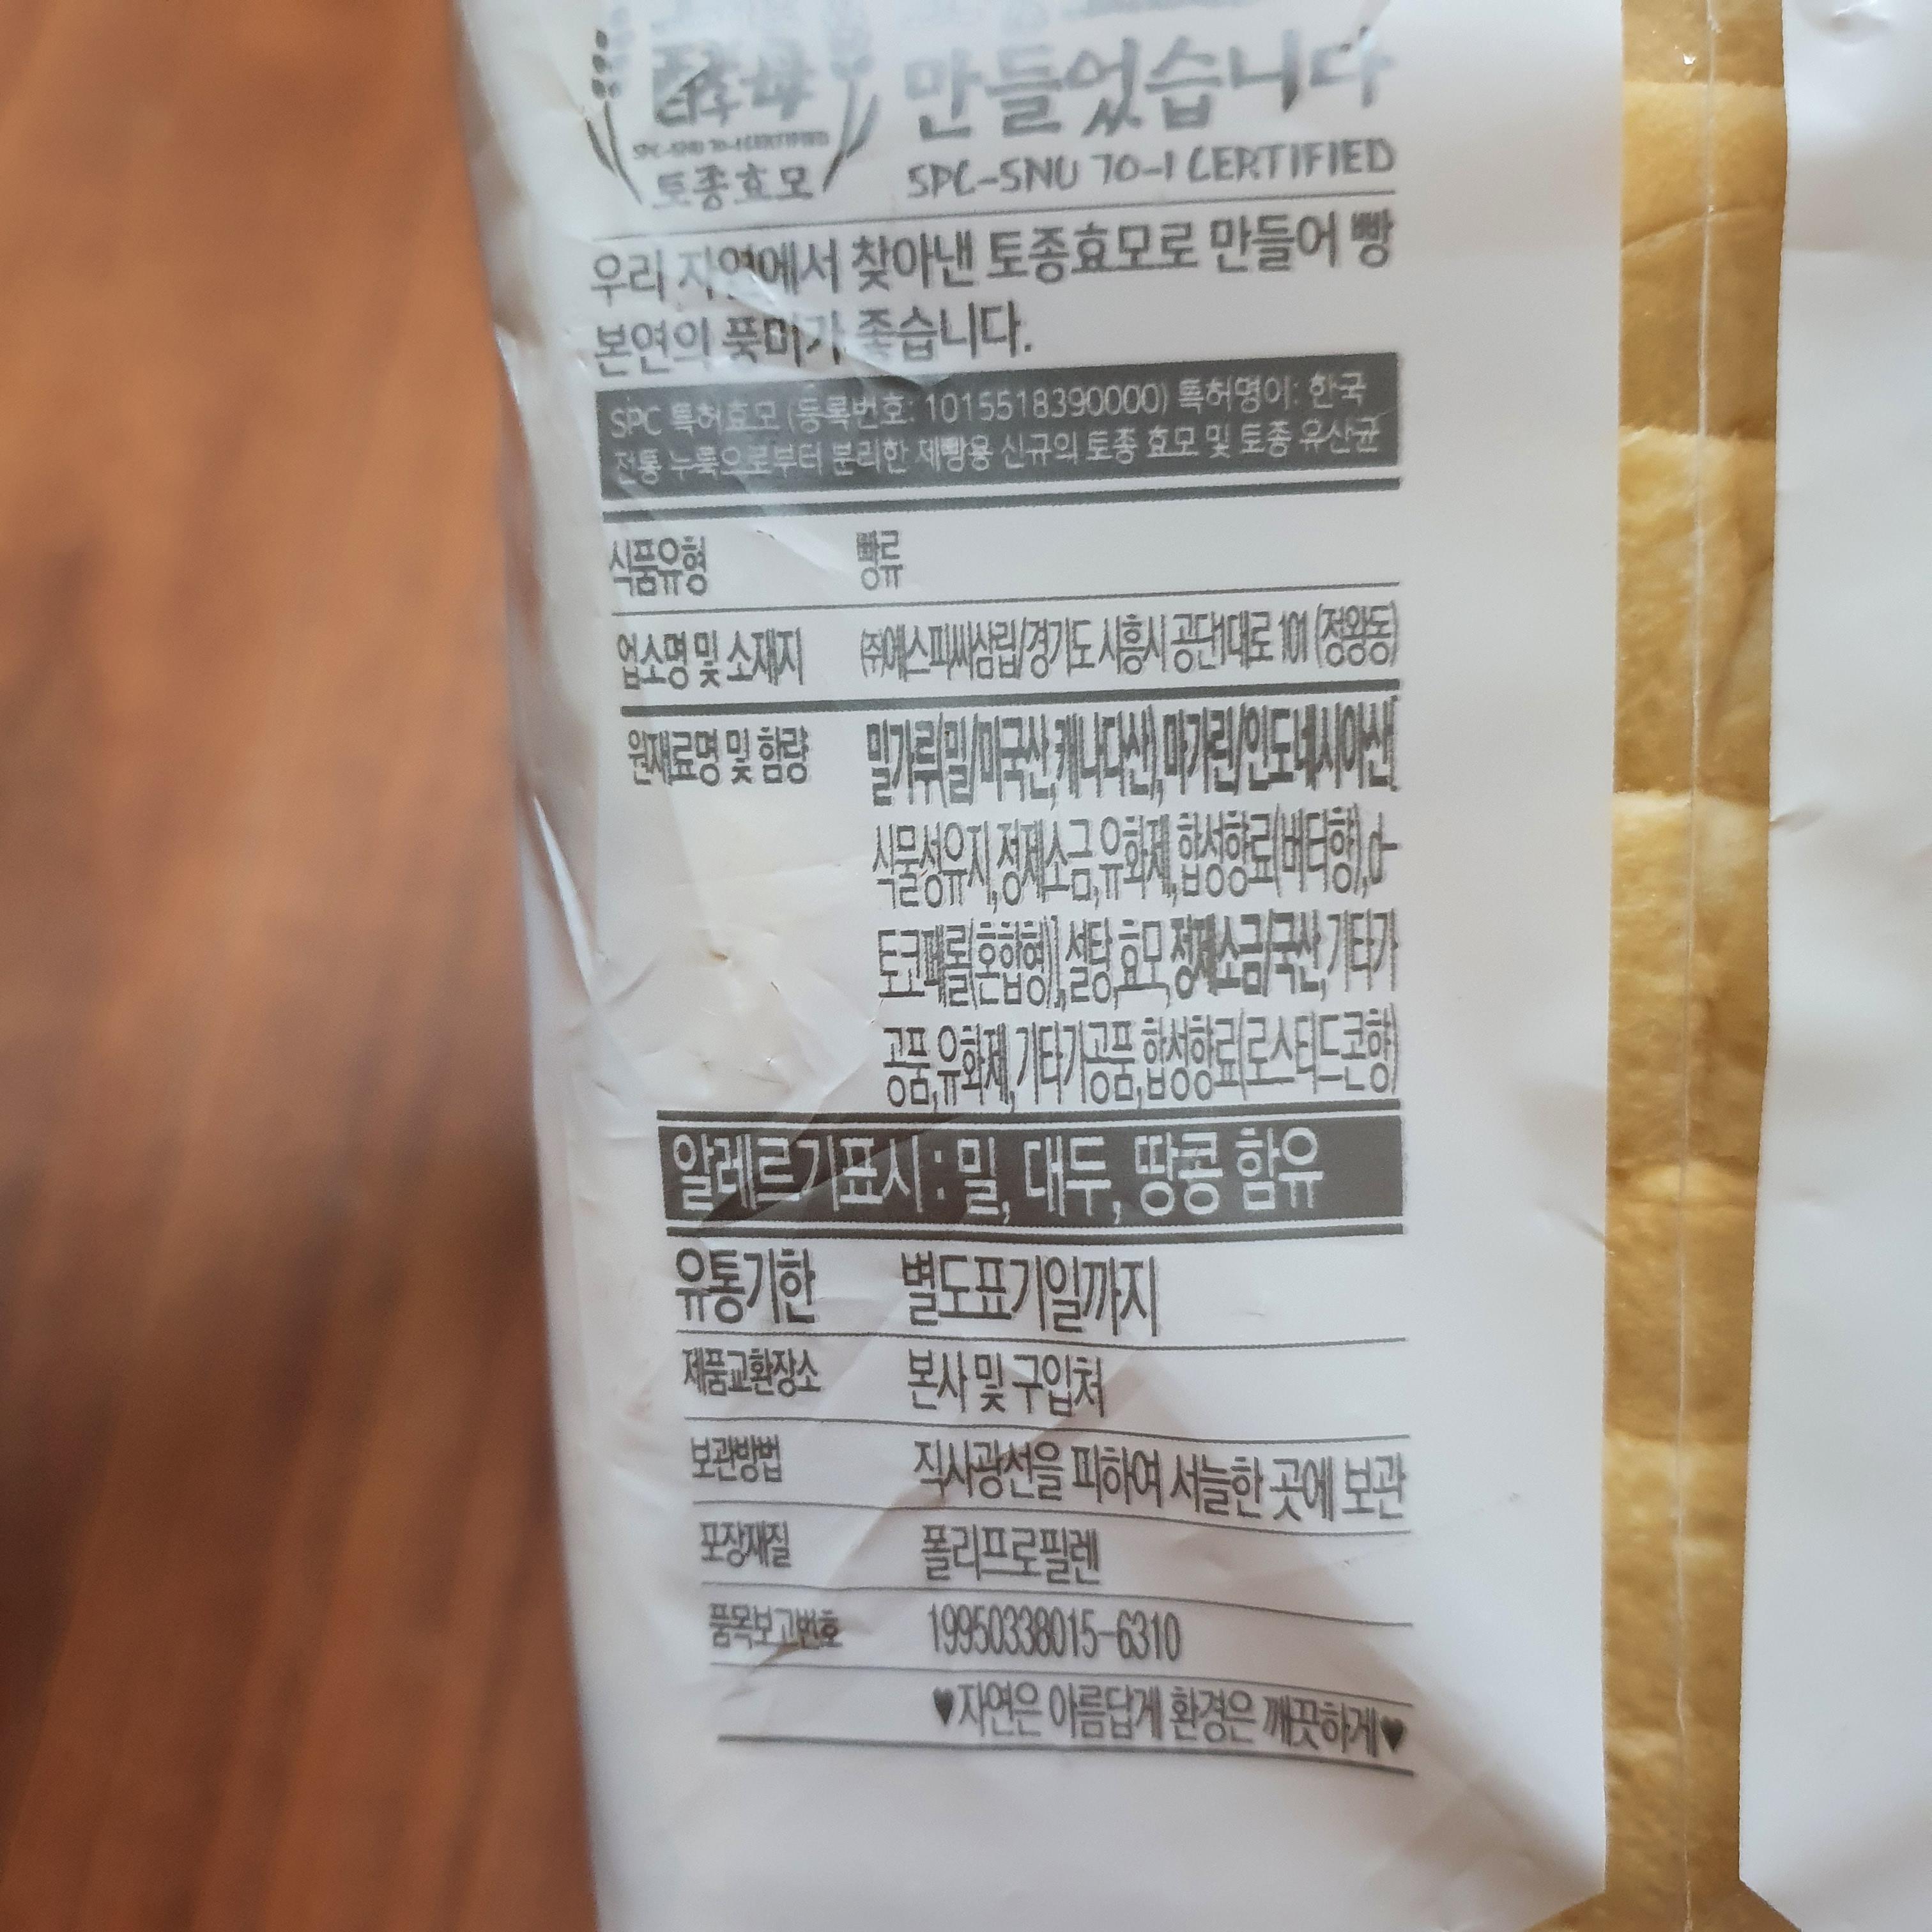 酵母 만들었습니다
SPC-SNU 70-1 CERTIFIED
토종효모
SPC-SNU 70-1 CERTIFIED
우리 자연에서 찾아낸 토종효모로 만들어 빵
본연의 풍미가 좋습니다.
SPC 특허효모 (등록번호: 1015518390000) 특허명이: 한국
전통 누룩으로부터 분리한 제빵용 신규의 토종 효모 및 토종 유산균
식품유형 빵류
업소명 및 소재지 ㈜에스피씨삼립/경기도 시흥시 공단1대로 101 (정왕동)
원재료명 및 함량 밀가루(밀/미국산,캐나다산),마가린/인도네시아산[
식물성유지,정제소금,유화제,합성향료(버터향),d-
토코페롤(혼합형)],설탕,효모,정제소금/국산,기타가
공품,유화제,기타가공품,합성향료(로스티드콘향)
알레르기표시 : 밀, 대두, 땅콩 함유
유통기한 별도표기일까지
제품교환장소 본사 및 구입처
보관방법 직사광선을 피하여 서늘한 곳에 보관
포장재질 폴리프로필렌
품목보고번호 19950338015-6310
♥자연은 아름답게 환경은 깨끗하게♥